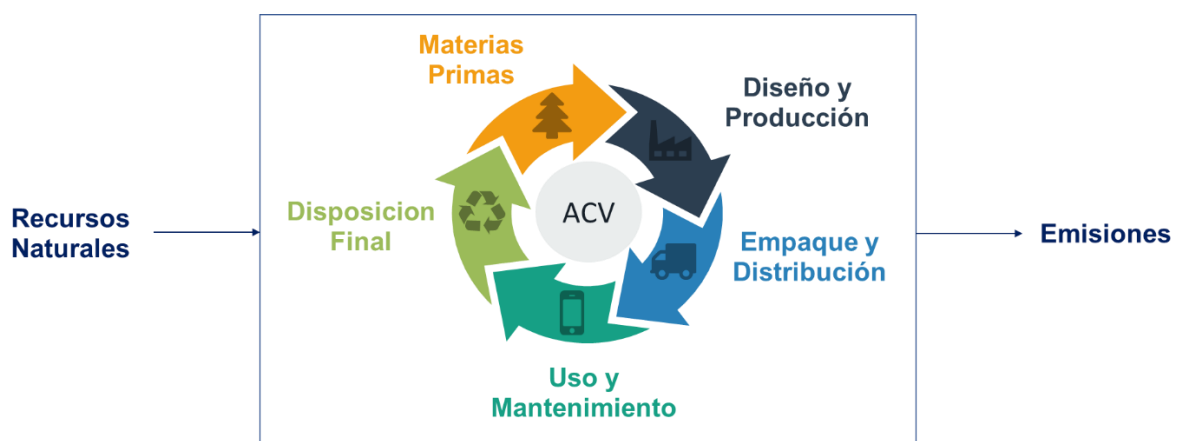 Materias
Primas
Diseño y
Producción
Recursos
Naturales
Disposicion
Final
ACV
Empaque y
Distribución
Emisiones
Uso y
Mantenimiento